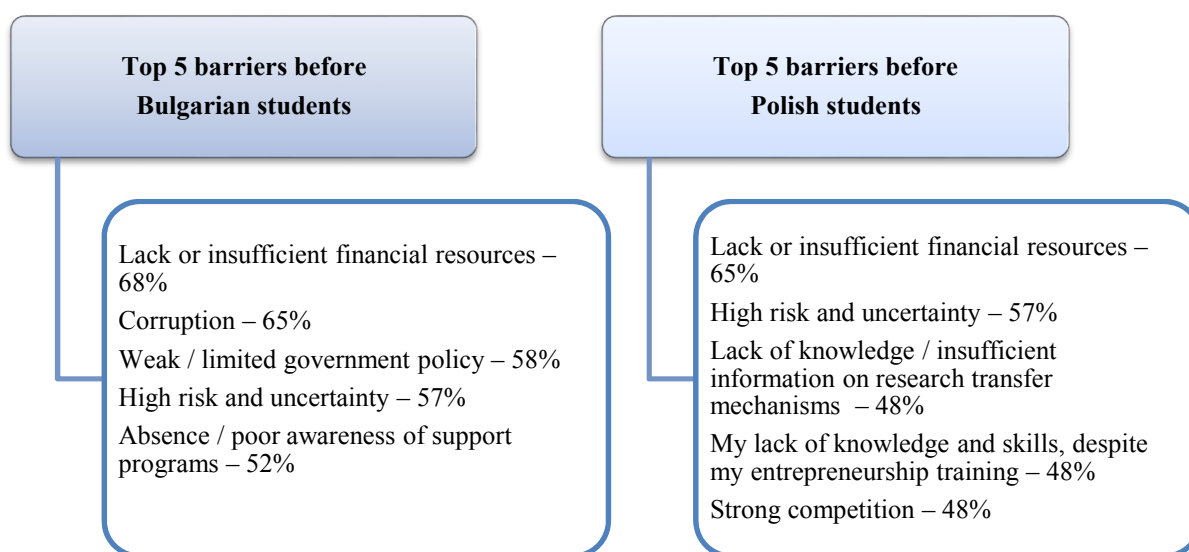 Top 5 barriers before
Bulgarian students
Lack or insufficient financial resources –
68%
Corruption – 65%
Weak / limited government policy – 58%
High risk and uncertainty – 57%
Absence / poor awareness of support
programs – 52%
Top 5 barriers before
Polish students
Lack or insufficient financial resources –
65%
High risk and uncertainty – 57%
Lack of knowledge / insufficient
information on research transfer
mechanisms – 48%
My lack of knowledge and skills, despite
my entrepreneurship training – 48%
Strong competition – 48%